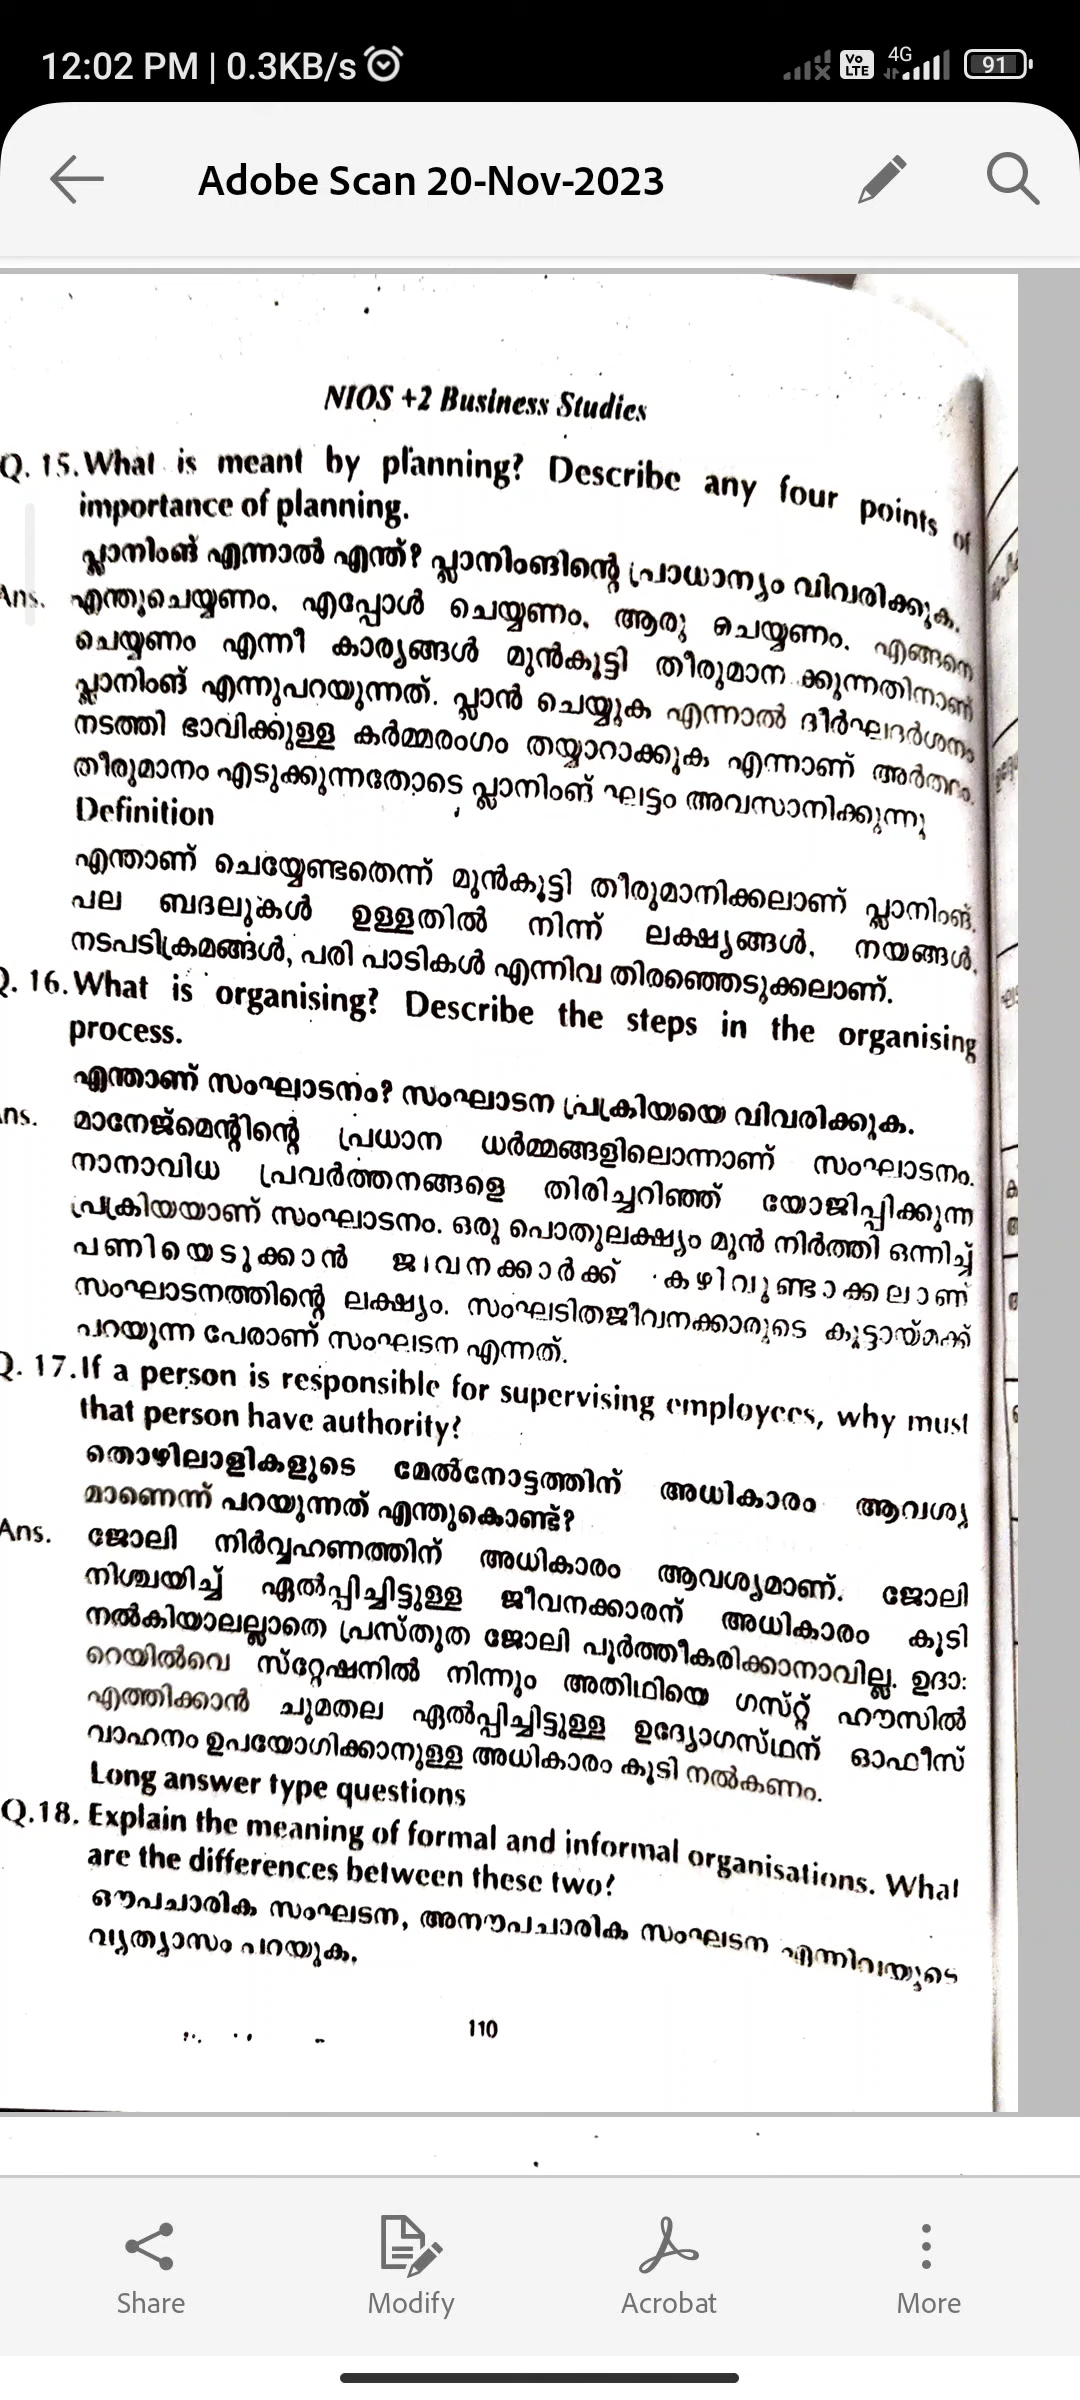 12:02 PM | 0.3KB/s
Vo LTE 4G 91
Adobe Scan 20-Nov-2023
NIOS +2 Business Studies
Q. 15. What is meant by planning? Describe any four points of
importance of planning.
പ്ലാനിംങ് എന്നാൽ എന്ത്? പ്ലാനിംങിന്റെ പ്രാധാന്യം വിവരിക്കുക.
Ans. എന്തുചെയ്യണം, എപ്പോൾ ചെയ്യണം, ആരു ചെയ്യണം, എങ്ങനെ
ചെയ്യണം എന്നീ കാര്യങ്ങൾ മുൻകൂട്ടി തീരുമാന ക്കുന്നതിനാണ്
പ്ലാനിംങ് എന്നുപറയുന്നത്. പ്ലാൻ ചെയ്യുക എന്നാൽ ദീർഘദർശനം
നടത്തി ഭാവിക്കുള്ള കർമ്മരംഗം തയ്യാറാക്കുക എന്നാണ് അർത്ഥം.
തീരുമാനം എടുക്കുന്നതോടെ പ്ലാനിംങ് ഘട്ടം അവസാനിക്കുന്നു
Definition
എന്താണ് ചെയ്യേണ്ടതെന്ന് മുൻകൂട്ടി തീരുമാനിക്കലാണ് പ്ലാനിംങ്.
പല ബദലുകൾ ഉള്ളതിൽ നിന്ന് ലക്ഷ്യങ്ങൾ, നയങ്ങൾ,
നടപടിക്രമങ്ങൾ, പരി പാടികൾ എന്നിവ തിരഞ്ഞെടുക്കലാണ്.
Q. 16. What is organising? Describe the steps in the organising
process.
എന്താണ് സംഘാടനം? സംഘാടന പ്രക്രിയയെ വിവരിക്കുക.
ns. മാനേജ്മെന്റിന്റെ പ്രധാന ധർമ്മങ്ങളിലൊന്നാണ് സംഘാടനം.
നാനാവിധ പ്രവർത്തനങ്ങളെ തിരിച്ചറിഞ്ഞ് യോജിപ്പിക്കുന്ന
പ്രക്രിയയാണ് സംഘാടനം. ഒരു പൊതുലക്ഷ്യം മുൻ നിർത്തി ഒന്നിച്ച്
പണിയെടുക്കാൻ ജീവനക്കാർക്ക് കഴിവുണ്ടാക്കലാണ്
സംഘാടനത്തിന്റെ ലക്ഷ്യം. സംഘടിതജീവനക്കാരുടെ കൂട്ടായ്മക്ക്
പറയുന്ന പേരാണ് സംഘടന എന്നത്.
Q. 17. If a person is responsible for supervising employees, why must
that person have authority?
തൊഴിലാളികളുടെ മേൽനോട്ടത്തിന് അധികാരം ആവശ്യ
മാണെന്ന് പറയുന്നത് എന്തുകൊണ്ട്?
Ans. ജോലി നിർവ്വഹണത്തിന് അധികാരം ആവശ്യമാണ്. ജോലി
നിശ്ചയിച്ച് ഏൽപ്പിച്ചിട്ടുള്ള ജീവനക്കാരന് അധികാരം കൂടി
നൽകിയാലല്ലാതെ പ്രസ്തുത ജോലി പൂർത്തീകരിക്കാനാവില്ല. ഉദാ:
റെയിൽവെ സ്റ്റേഷനിൽ നിന്നും അതിഥിയെ ഗസ്റ്റ് ഹൗസിൽ
എത്തിക്കാൻ ചുമതല ഏൽപ്പിച്ചിട്ടുള്ള ഉദ്യോഗസ്ഥന് ഓഫീസ്
വാഹനം ഉപയോഗിക്കാനുള്ള അധികാരം കൂടി നൽകണം.
Long answer type questions
Q.18. Explain the meaning of formal and informal organisations. What
are the differences between these two?
ഔപചാരിക സംഘടന, അനൗപചാരിക സംഘടന എന്നിവയുടെ
വ്യത്യാസം പറയുക.
110
Share Modify Acrobat More